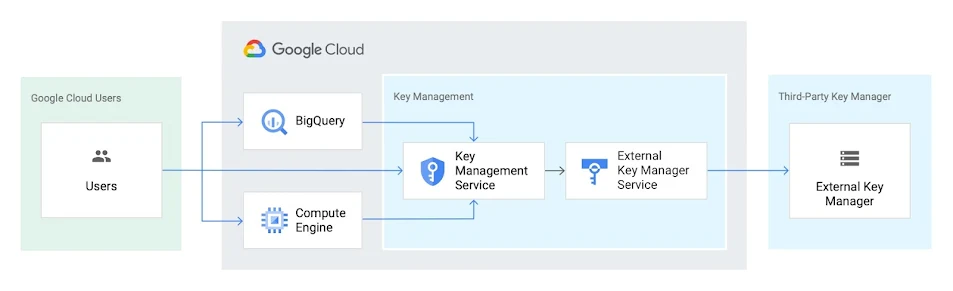 Google Cloud
Google Cloud Users
Key Management
Third-Party Key Manager
Users
BigQuery
Compute
Engine
Key
Management
Service
External
Key Manager
Service
External Key
Manager